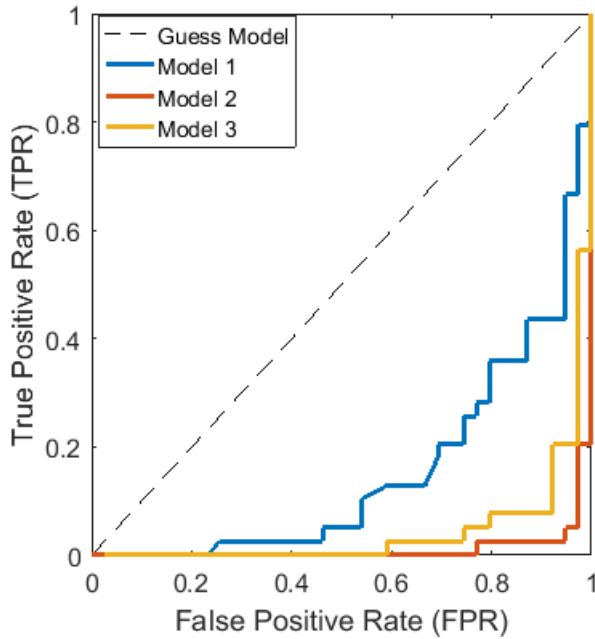 Guess Model
Model 1
Model 2
Model 3
1
0.8
0.6
0.4
0.2
0
True Positive Rate (TPR)
0
0.2
0.4
0.6
0.8
1
False Positive Rate (FPR)